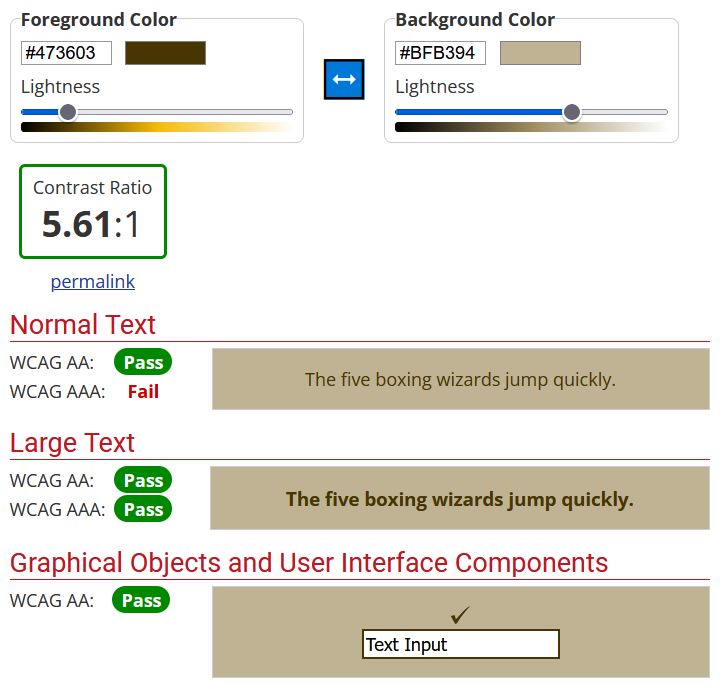 Foreground Color
#473603
Lightness
Background Color
#BFB394
Lightness
Contrast Ratio
5.61:1
permalink
Normal Text
WCAG AA: Pass
WCAG AAA: Fail
The five boxing wizards jump quickly.
Large Text
WCAG AA: Pass
WCAG AAA: Pass
The five boxing wizards jump quickly.
Graphical Objects and User Interface Components
WCAG AA: Pass
✓
Text Input